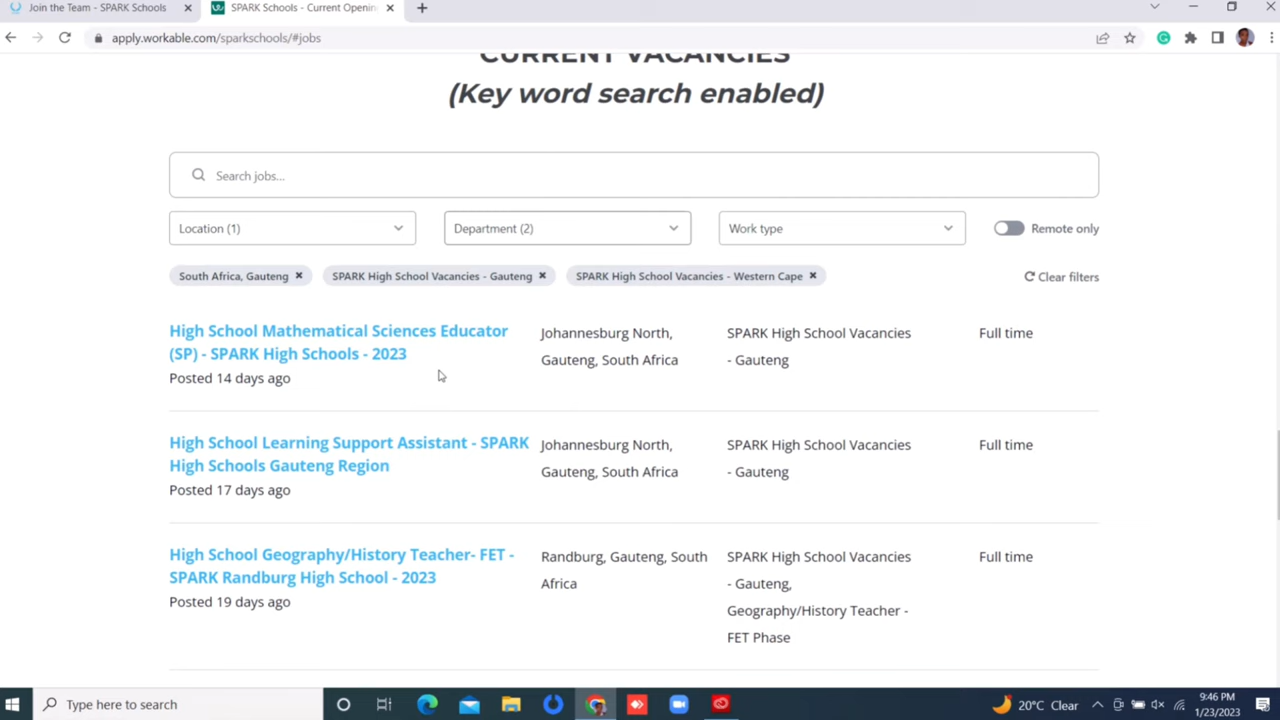 Join the Team - SPARK Schools
SPARK Schools - Current Opening
apply.workable.com/sparkschools/#jobs
CURRENT VACANCIES
(Key word search enabled)
Search jobs...
Location (1)
Department (2)
Work type
Remote only
South Africa, Gauteng
SPARK High School Vacancies - Gauteng
SPARK High School Vacancies - Western Cape
Clear filters
High School Mathematical Sciences Educator
(SP) - SPARK High Schools - 2023
Posted 14 days ago
Johannesburg North,
Gauteng, South Africa
SPARK High School Vacancies
- Gauteng
Full time
High School Learning Support Assistant - SPARK
High Schools Gauteng Region
Posted 17 days ago
Johannesburg North,
Gauteng, South Africa
SPARK High School Vacancies
- Gauteng
Full time
High School Geography/History Teacher- FET -
SPARK Randburg High School - 2023
Posted 19 days ago
Randburg, Gauteng, South
Africa
SPARK High School Vacancies
- Gauteng,
Geography/History Teacher -
FET Phase
Full time
Type here to search
20°C Clear
9:46 PM
1/23/2023